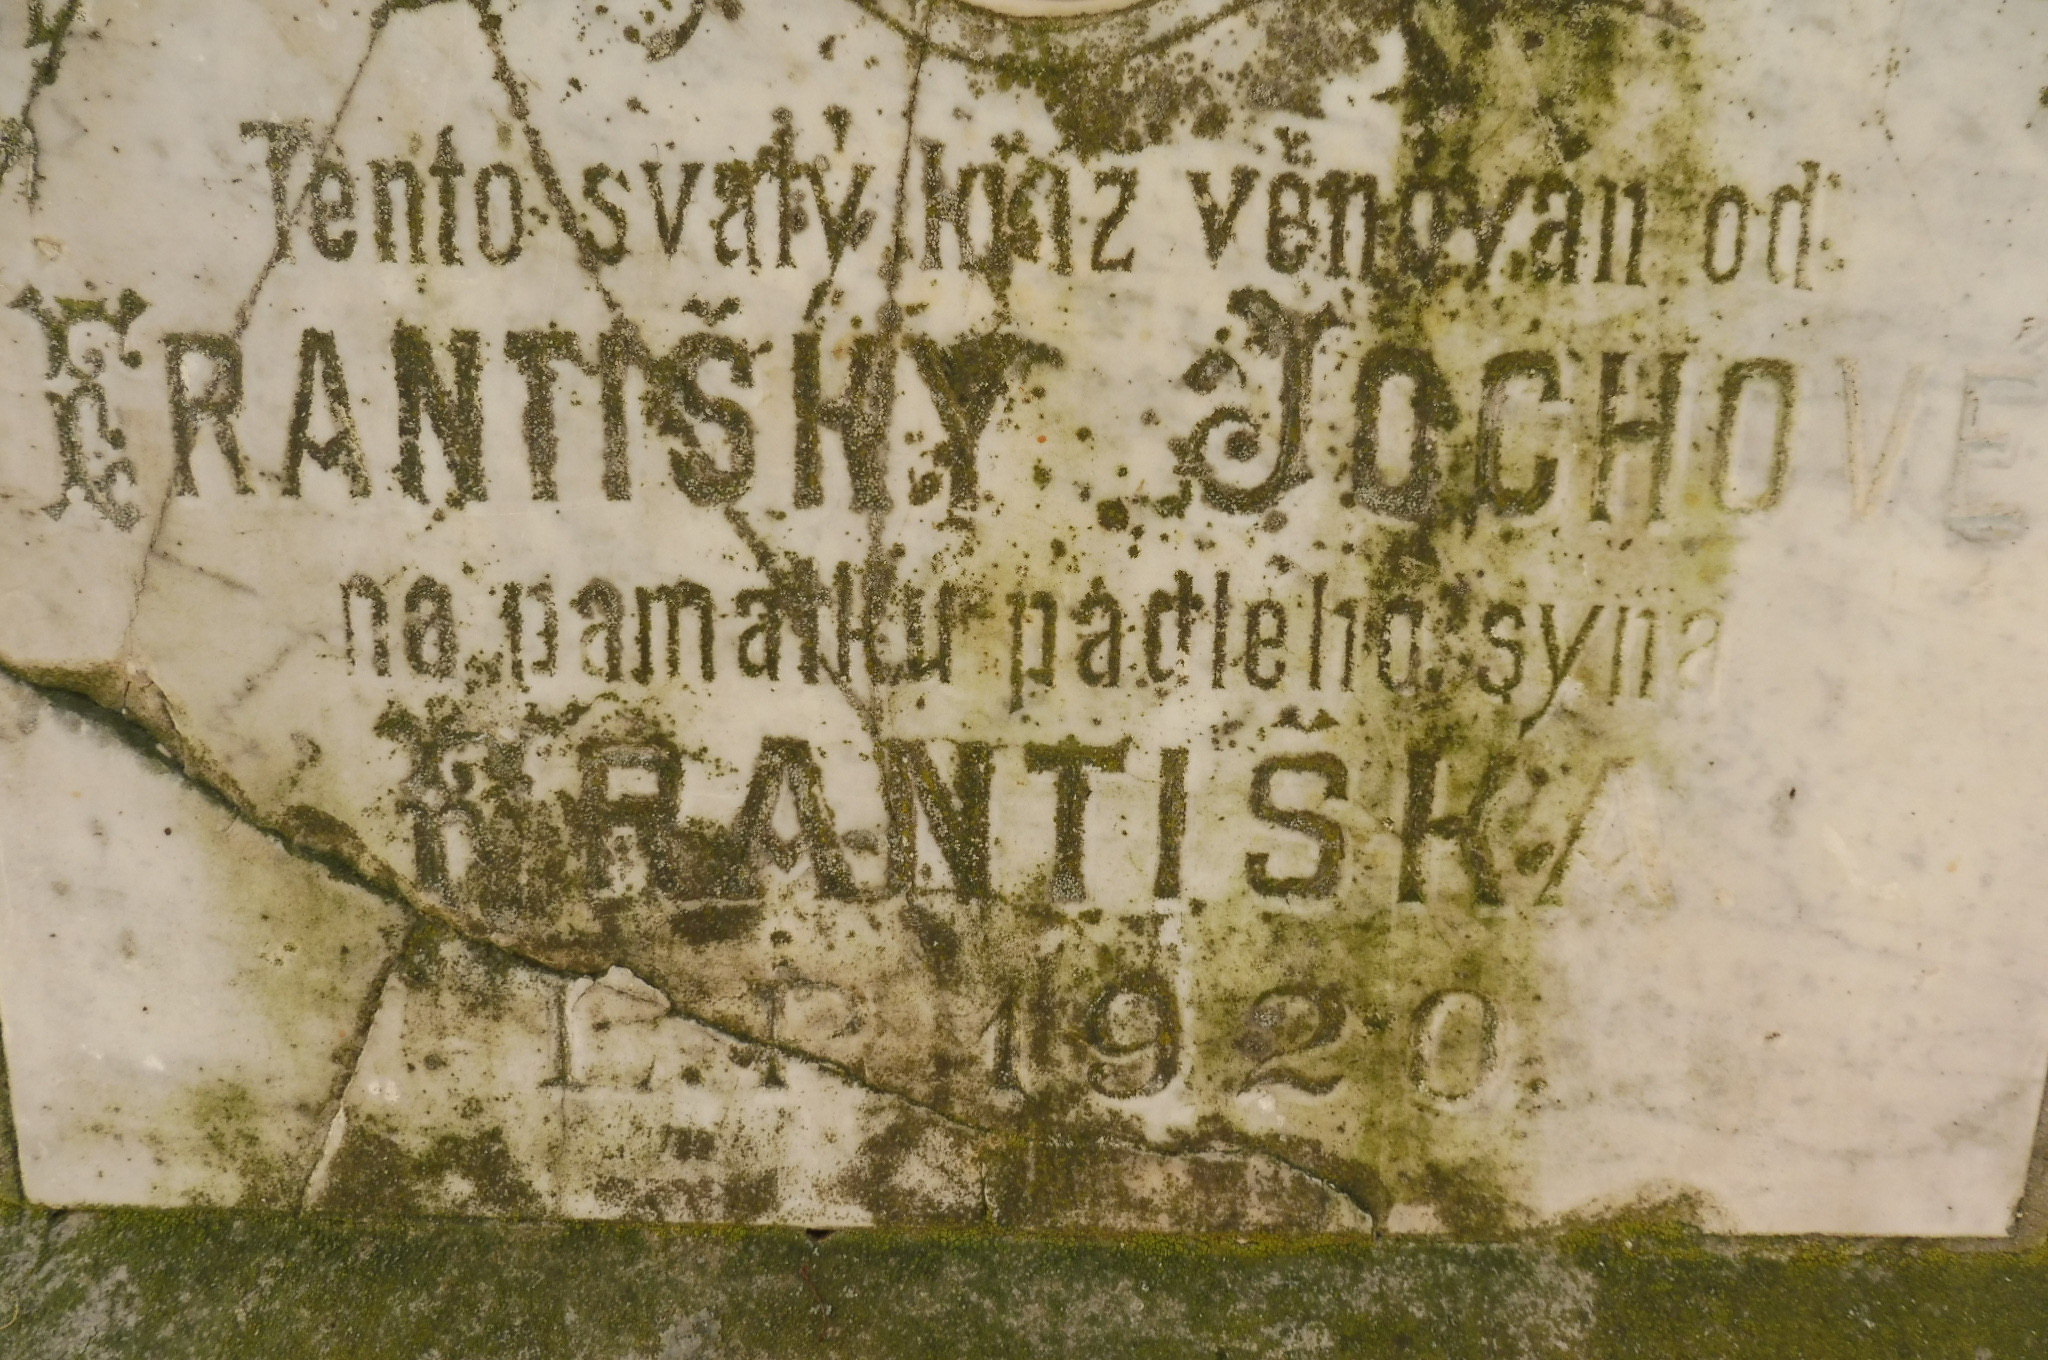 Tento svatý kříž věnován od
FRANTIŠKY JOCHOVÉ
na památku padlého syna
FRANTIŠKA
L. P. 1920